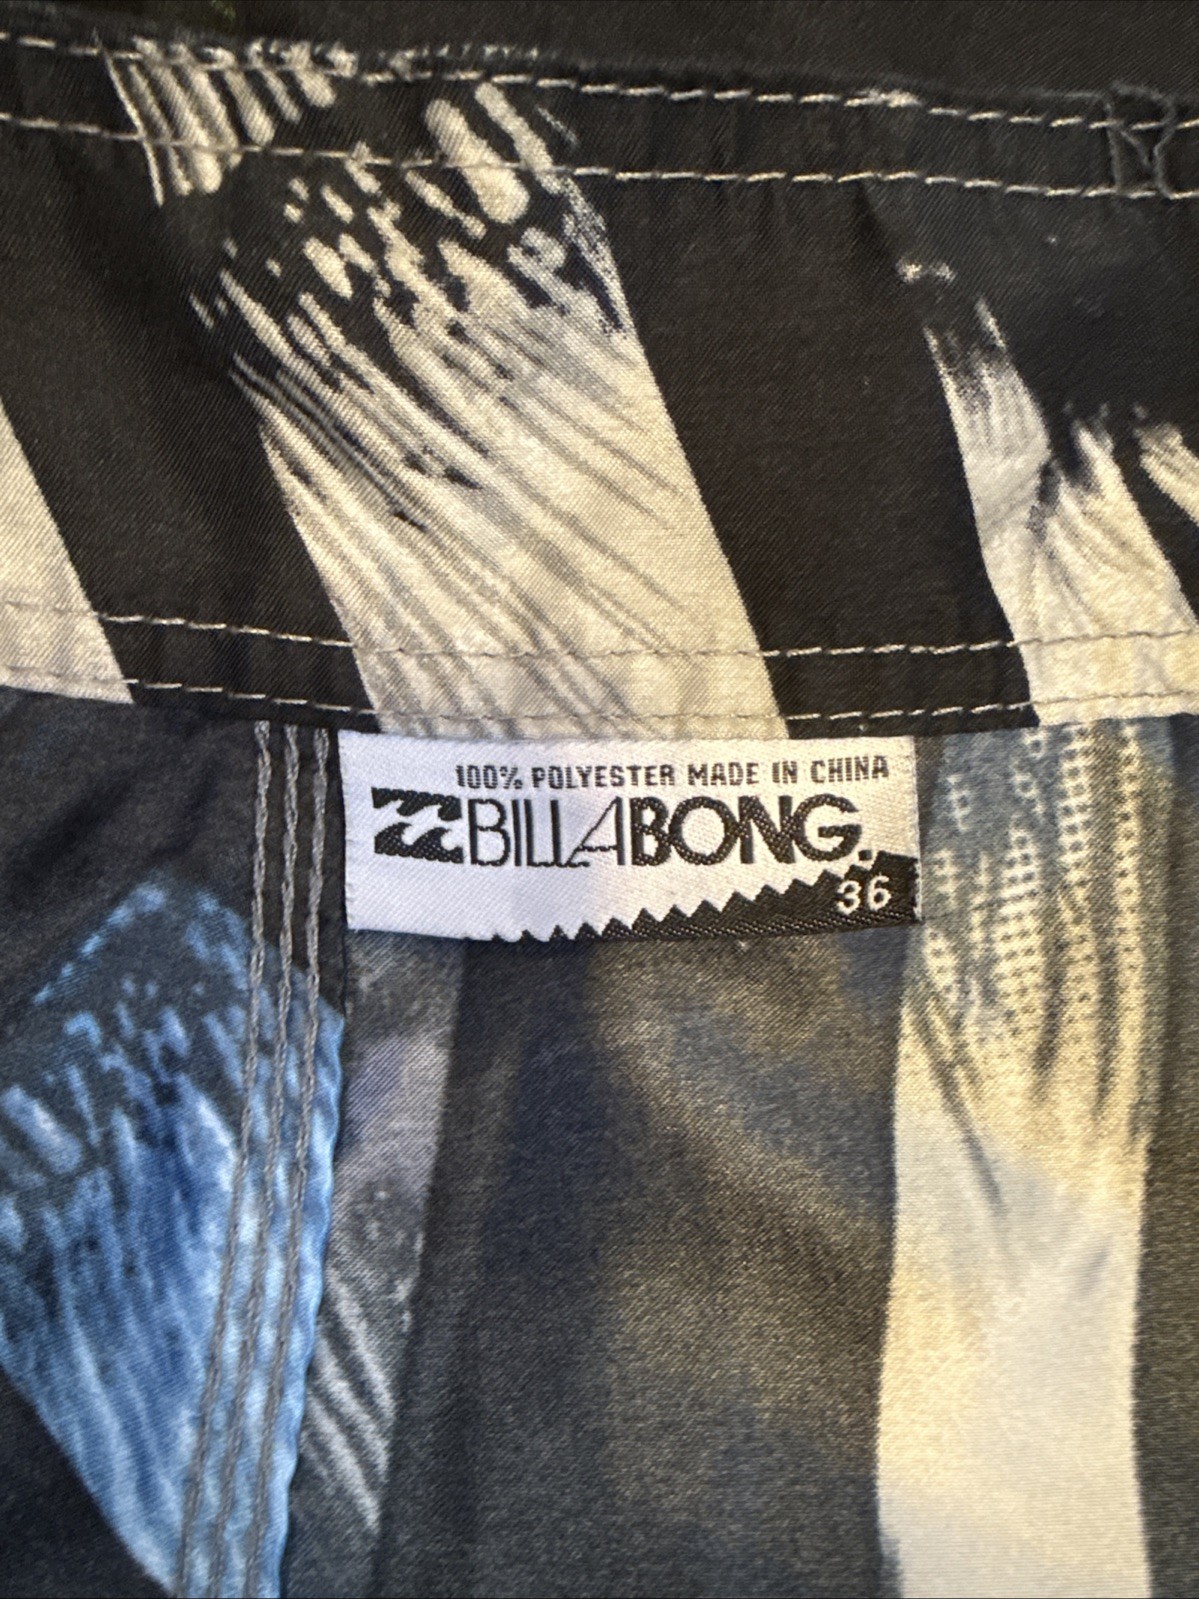 100% POLYESTER MADE IN CHINA
BILLABONG.
36